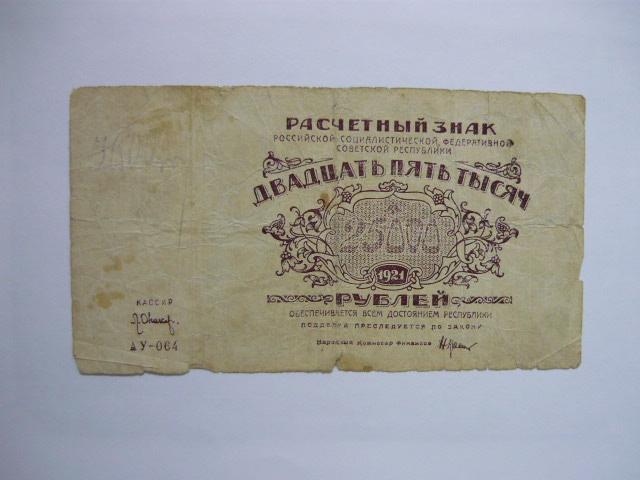 РАСЧЕТНЫЙ ЗНАК
РОССИЙСКОЙ СОЦИАЛИСТИЧЕСКОЙ ФЕДЕРАТИВНОЙ
СОВЕТСКОЙ РЕСПУБЛИКИ
ДВАДЦАТЬ ПЯТЬ ТЫСЯЧ
25000
1921
РУБЛЕЙ
ОБЕСПЕЧИВАЕТСЯ ВСЕМ ДОСТОЯНИЕМ РЕСПУБЛИКИ
ПОДДЕЛКА ПРЕСЛЕДУЕТСЯ ПО ЗАКОНУ
Народный Комиссар Финансов
КАССИР
АУ-064